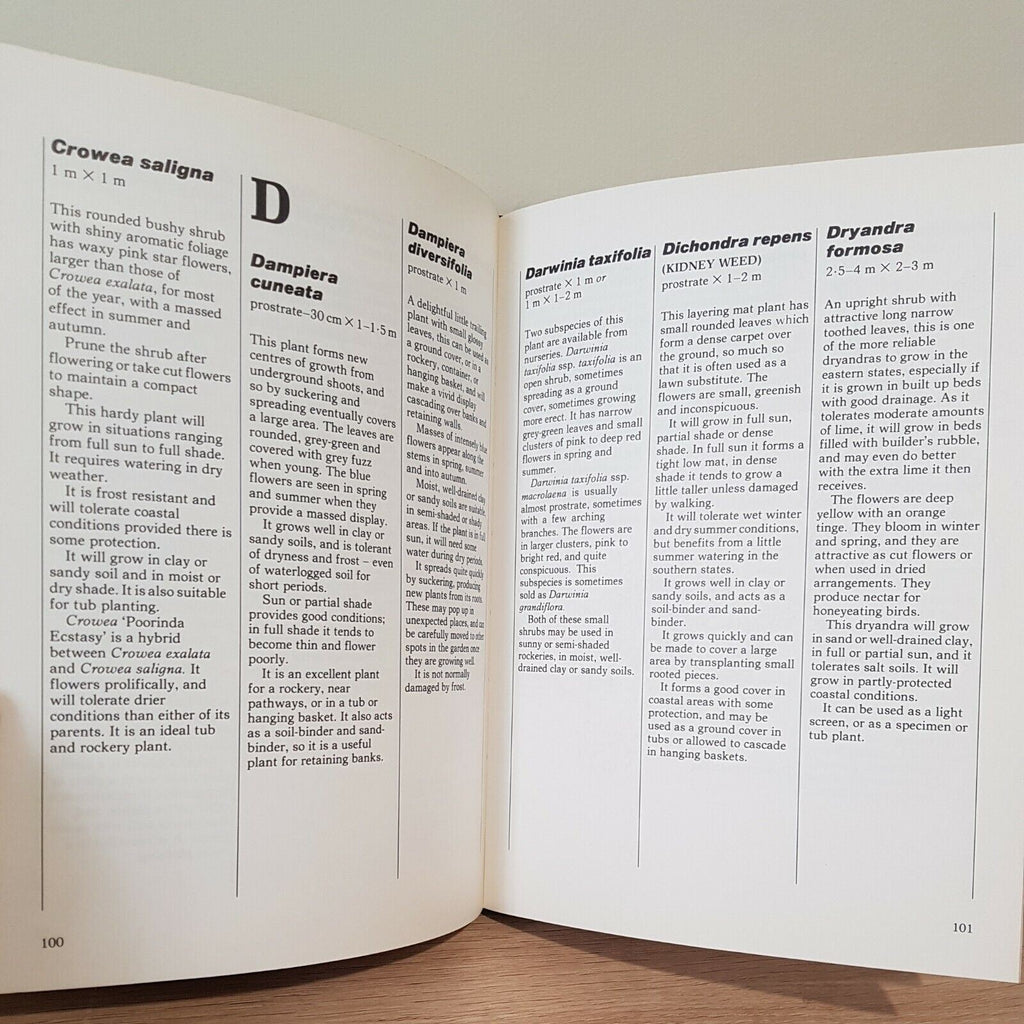 Crowea saligna
1 m × 1 m
This rounded bushy shrub
with shiny aromatic foliage
has waxy pink star flowers,
larger than those of
Crowea exalata, for most
of the year, with a massed
effect in summer and
autumn.
Prune the shrub after
flowering or take cut flowers
to maintain a compact
shape.
This hardy plant will
grow in situations ranging
from full sun to full shade.
It requires watering in dry
weather.
It is frost resistant and
will tolerate coastal
conditions provided there is
some protection.
It will grow in clay or
sandy soil and in moist or
dry shade. It is also suitable
for tub planting.
Crowea 'Poorinda
Ecstasy' is a hybrid
between Crowea exalata
and Crowea saligna. It
flowers prolifically, and
will tolerate drier
conditions than either of its
parents. It is an ideal tub
and rockery plant.
D
Dampiera
cuneata
prostrate–30 cm × 1–1·5 m
This plant forms new
centres of growth from
underground shoots, and
so by suckering and
spreading eventually covers
a large area. The leaves are
rounded, grey-green and
covered with grey fuzz
when young. The blue
flowers are seen in spring
and summer when they
provide a massed display.
It grows well in clay or
sandy soils, and is tolerant
of dryness and frost – even
of waterlogged soil for
short periods.
Sun or partial shade
provides good conditions;
in full shade it tends to
become thin and flower
poorly.
It is an excellent plant
for a rockery, near
pathways, or in a tub or
hanging basket. It also acts
as a soil-binder and sand-
binder, so it is a useful
plant for retaining banks.
Dampiera
diversifolia
prostrate × 1 m
A delightful little trailing
plant with small glossy
leaves, this can be used as
a ground cover, or in a
rockery, container, or
hanging basket, and will
make a vivid display
cascading over banks and
retaining walls.
Masses of intensely blue
flowers appear along the
stems in spring, summer
and into autumn.
Moist, well-drained clay
or sandy soils are suitable,
in semi-shaded or shady
areas. If the plant is in full
sun, it will need some
water during dry periods.
It spreads quite quickly
by suckering, producing
new plants from its roots.
These may pop up in
unexpected places, and can
be carefully moved to other
spots in the garden once
they are growing well.
It is not normally
damaged by frost.
100
Darwinia taxifolia
prostrate × 1 m or
1 m × 1–2 m
Two subspecies of this
plant are available from
nurseries. Darwinia
taxifolia ssp. taxifolia is an
open shrub, sometimes
spreading as a ground
cover, sometimes growing
more erect. It has narrow
grey-green leaves and small
clusters of pink to deep red
flowers in spring and
summer.
Darwinia taxifolia ssp.
macrolaena is usually
almost prostrate, sometimes
with a few arching
branches. The flowers are
in larger clusters, pink to
bright red, and quite
conspicuous. This
subspecies is sometimes
sold as Darwinia
grandiflora.
Both of these small
shrubs may be used in
sunny or semi-shaded
rockeries, in moist, well-
drained clay or sandy soils.
Dichondra repens
(KIDNEY WEED)
prostrate × 1–2 m
This layering mat plant has
small rounded leaves which
form a dense carpet over
the ground, so much so
that it is often used as a
lawn substitute. The
flowers are small, greenish
and inconspicuous.
It will grow in full sun,
partial shade or dense
shade. In full sun it forms a
tight low mat, in dense
shade it tends to grow a
little taller unless damaged
by walking.
It will tolerate wet winter
and dry summer conditions,
but benefits from a little
summer watering in the
southern states.
It grows well in clay or
sandy soils, and acts as a
soil-binder and sand-
binder.
It grows quickly and can
be made to cover a large
area by transplanting small
rooted pieces.
It forms a good cover in
coastal areas with some
protection, and may be
used as a ground cover in
tubs or allowed to cascade
in hanging baskets.
Dryandra
formosa
2·5–4 m × 2–3 m
An upright shrub with
attractive long narrow
toothed leaves, this is one
of the more reliable
dryandras to grow in the
eastern states, especially if
it is grown in built up beds
with good drainage. As it
tolerates moderate amounts
of lime, it will grow in beds
filled with builder's rubble,
and may even do better
with the extra lime it then
receives.
The flowers are deep
yellow with an orange
tinge. They bloom in winter
and spring, and they are
attractive as cut flowers or
when used in dried
arrangements. They
produce nectar for
honeyeating birds.
This dryandra will grow
in sand or well-drained clay,
in full or partial sun, and it
tolerates salt soils. It will
grow in partly-protected
coastal conditions.
It can be used as a light
screen, or as a specimen or
tub plant.
101